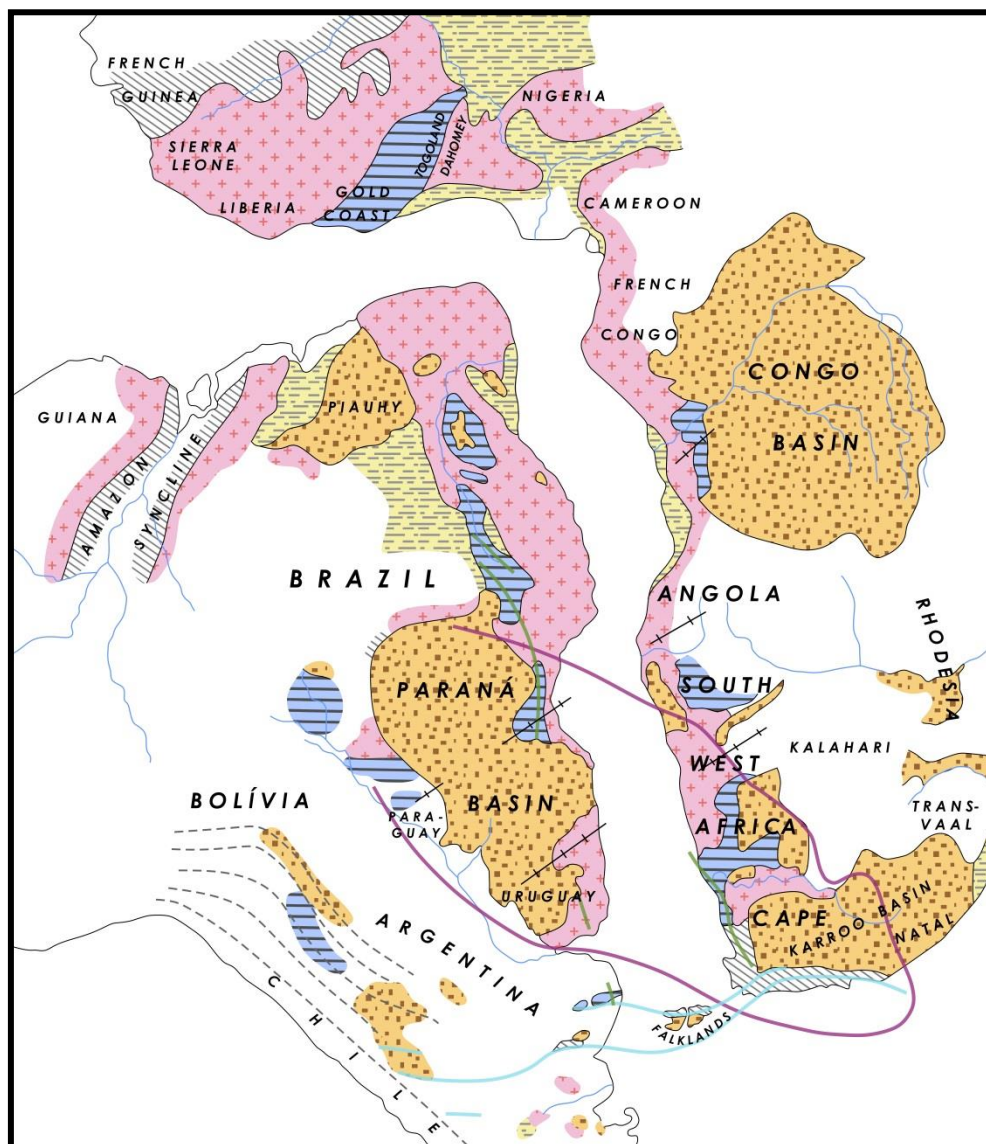 FRENCH
GUINEA
NIGERIA
SIERRA
LEONE
TOGOLAND
DAHOMEY
GOLD
COAST
LIBERIA
CAMEROON
FRENCH
CONGO
CONGO
BASIN
GUIANA
PIAUHY
AMAZON
SYNCLINE
BRAZIL
ANGOLA
RHODESIA
PARANÁ
BASIN
SOUTH
WEST
AFRICA
KALAHARI
BOLÍVIA
PARA-
GUAY
TRANS-
VAAL
URUGUAY
CAPE
KARROO BASIN
NATAL
ARGENTINA
CHILE
FALKLANDS